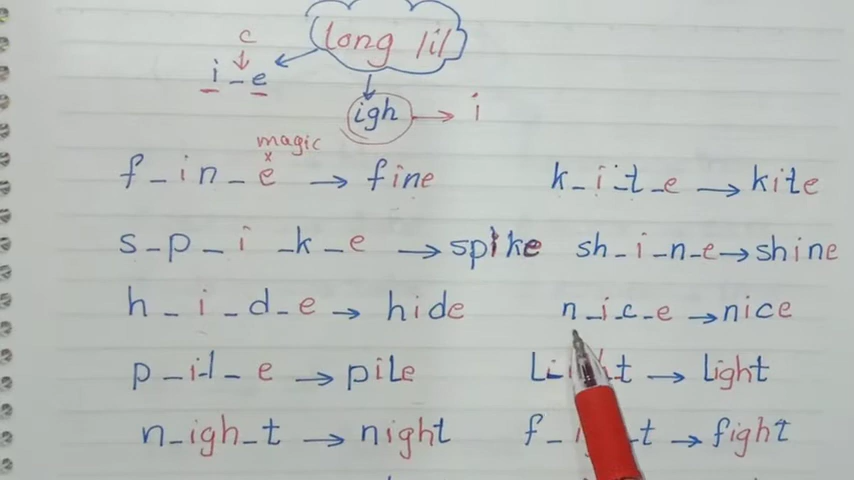 long /i/
c
i - e
igh → i
magic
f - i n - e → fine
k - i - t - e → kite
s - p - i - k - e → spike
sh - i - n - e → shine
h - i - d - e → hide
n - i - c - e → nice
p - i - l - e → pile
t → Light
n - igh - t → night
f - t → fight